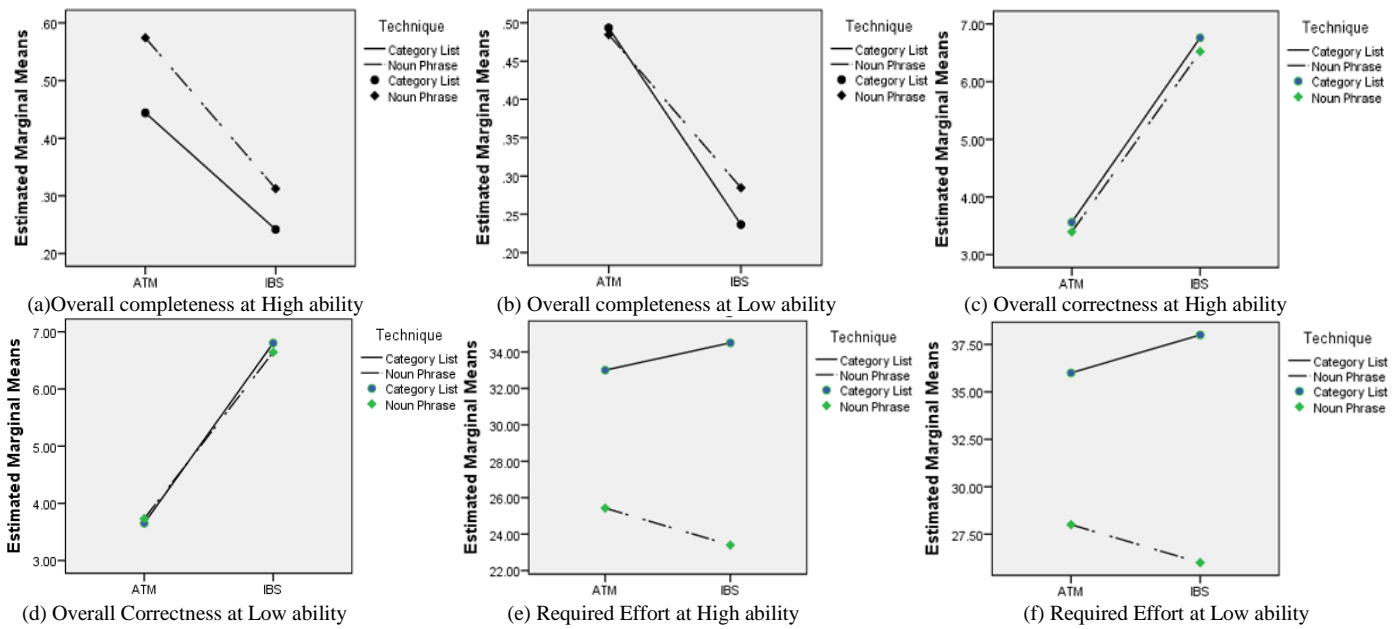 Estimated Marginal Means
.60
.50
.40
.30
.20
ATM
IBS
Technique
Category List
Noun Phrase
Category List
Noun Phrase
(a)Overall completeness at High ability
Estimated Marginal Means
.50
.45
.40
.35
.30
.25
.20
ATM
IBS
Technique
Category List
Noun Phrase
Category List
Noun Phrase
(b) Overall completeness at Low ability
Estimated Marginal Means
7.00
6.00
5.00
4.00
3.00
ATM
IBS
Technique
Category List
Noun Phrase
Category List
Noun Phrase
(c) Overall correctness at High ability
Estimated Marginal Means
7.00
6.00
5.00
4.00
3.00
ATM
IBS
Technique
Category List
Noun Phrase
Category List
Noun Phrase
(d) Overall Correctness at Low ability
Estimated Marginal Means
34.00
32.00
30.00
28.00
26.00
24.00
22.00
ATM
IBS
Technique
Category List
Noun Phrase
Category List
Noun Phrase
(e) Required Effort at High ability
Estimated Marginal Means
37.50
35.00
32.50
30.00
27.50
ATM
IBS
Technique
Category List
Noun Phrase
Category List
Noun Phrase
(f) Required Effort at Low ability